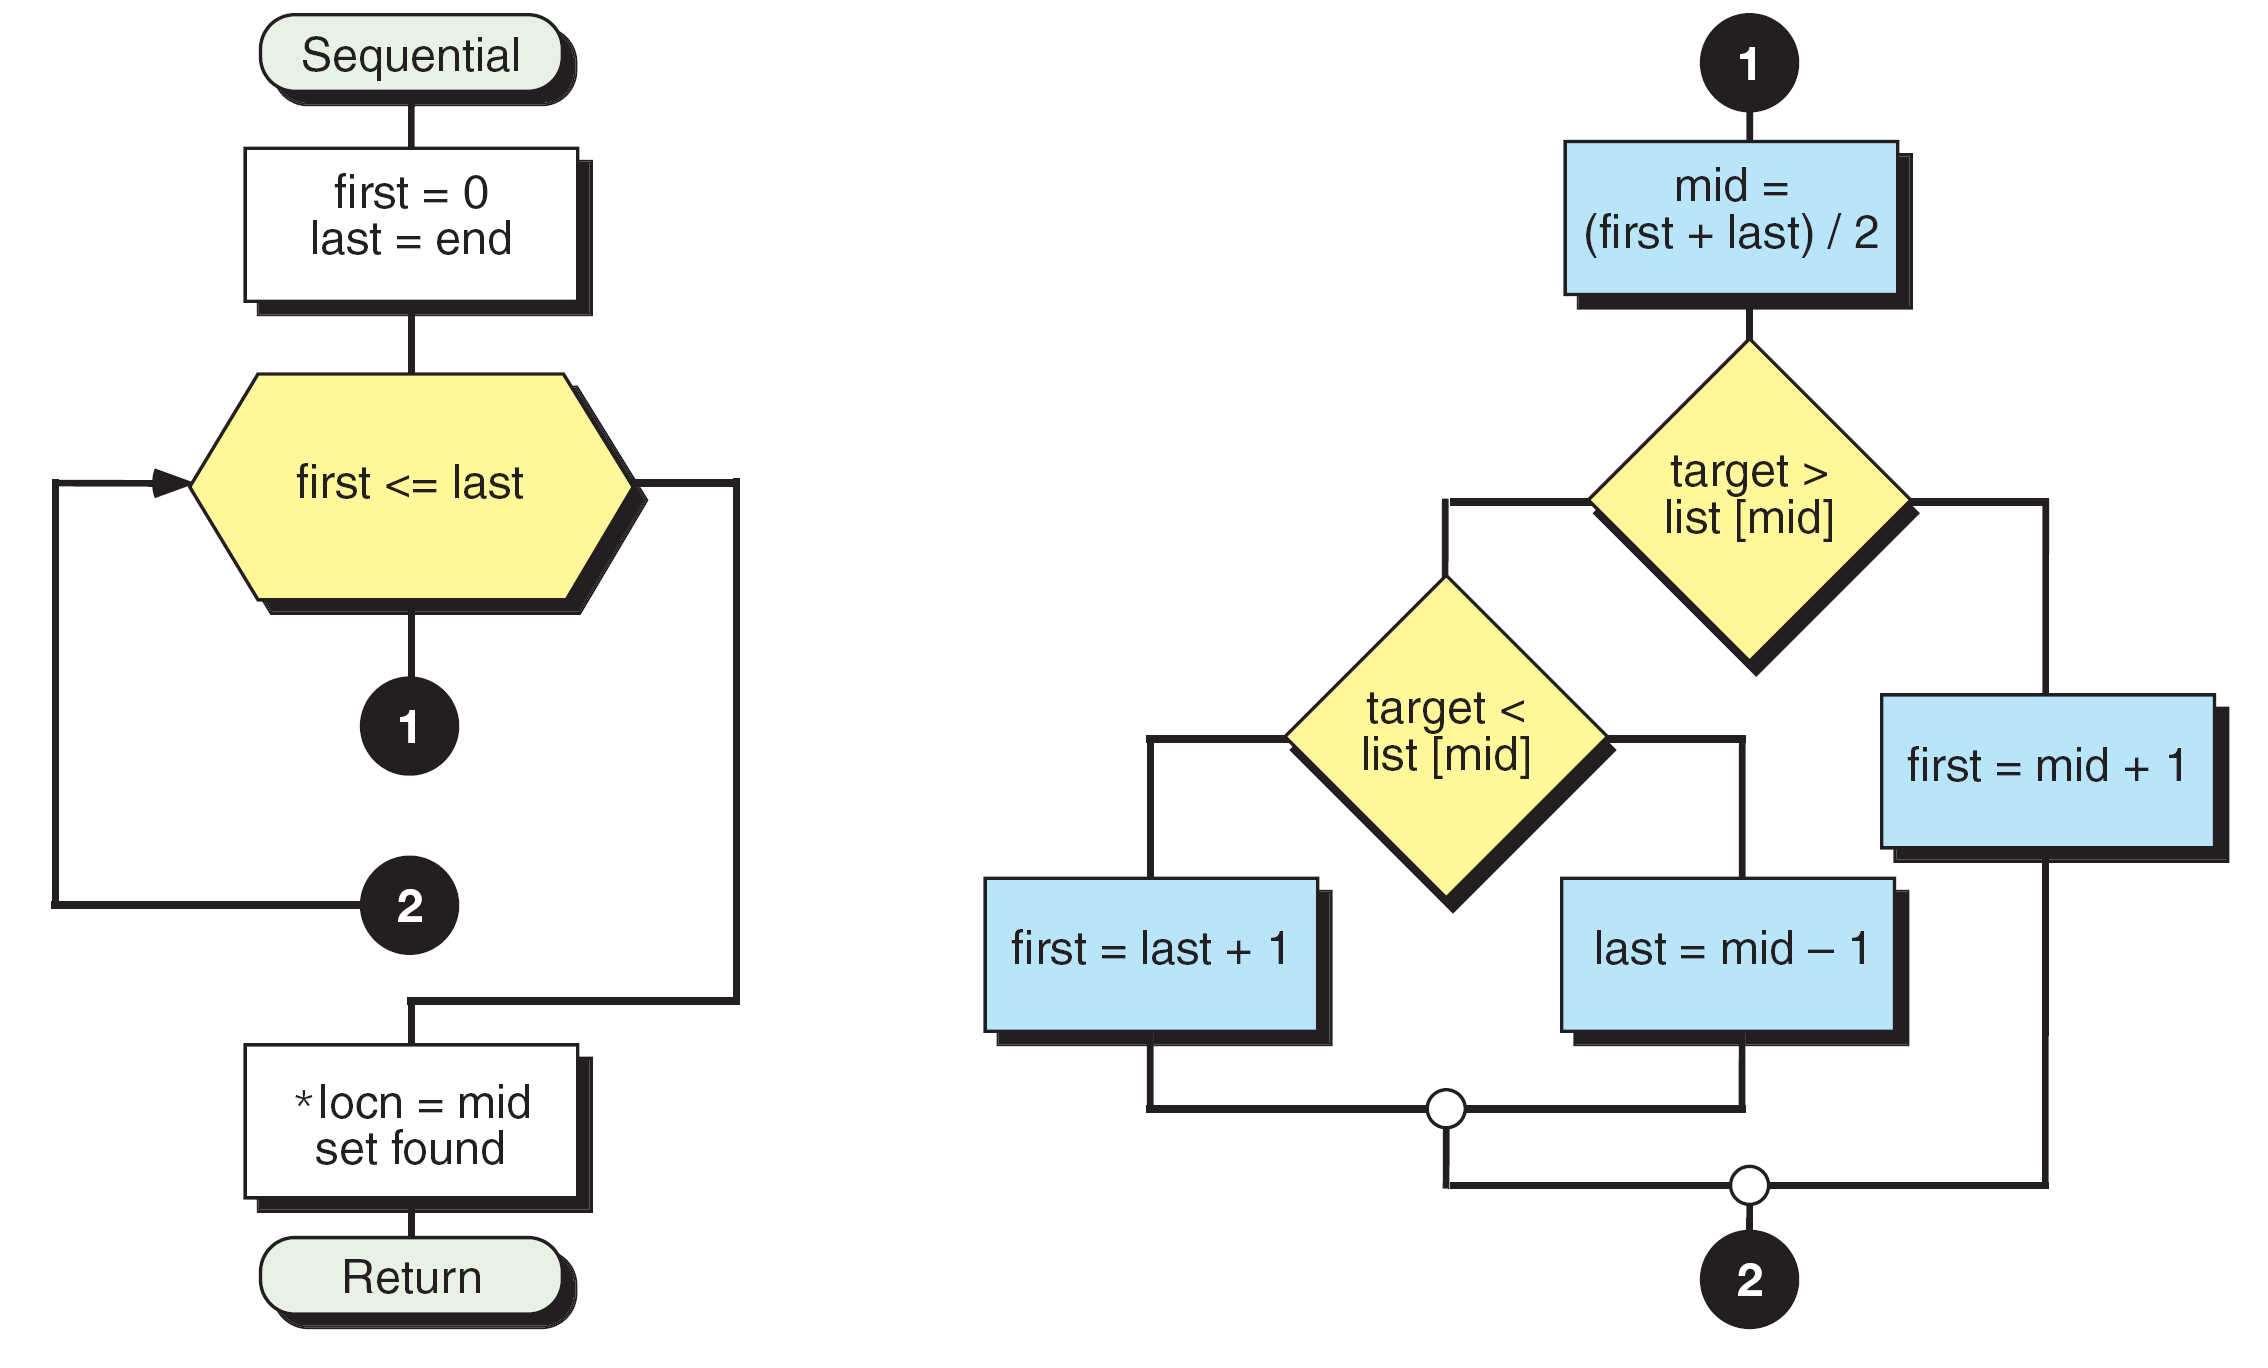 Sequential
first = 0
last = end
first <= last
1
2
*locn = mid
set found
Return
1
mid =
(first + last) / 2
target >
list [mid]
target <
list [mid]
first = mid + 1
first = last + 1
last = mid – 1
2